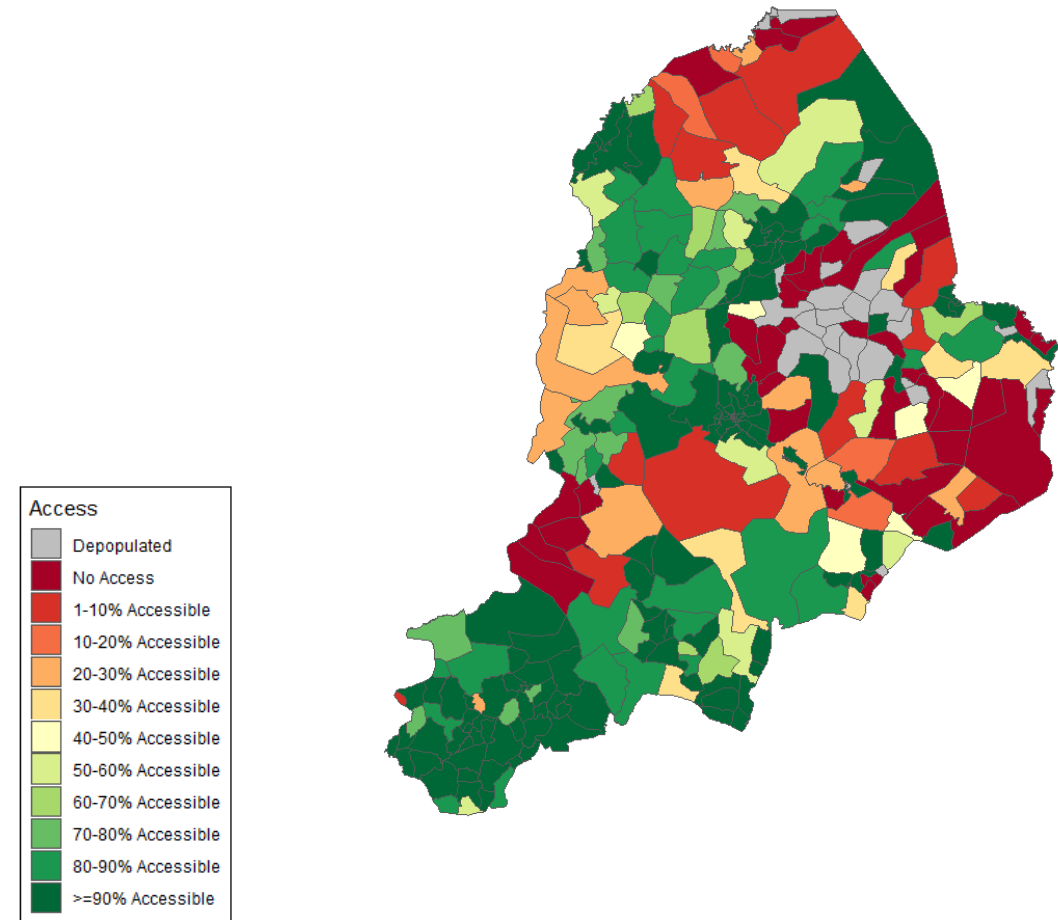 Access
Depopulated
No Access
1-10% Accessible
10-20% Accessible
20-30% Accessible
30-40% Accessible
40-50% Accessible
50-60% Accessible
60-70% Accessible
70-80% Accessible
80-90% Accessible
>=90% Accessible